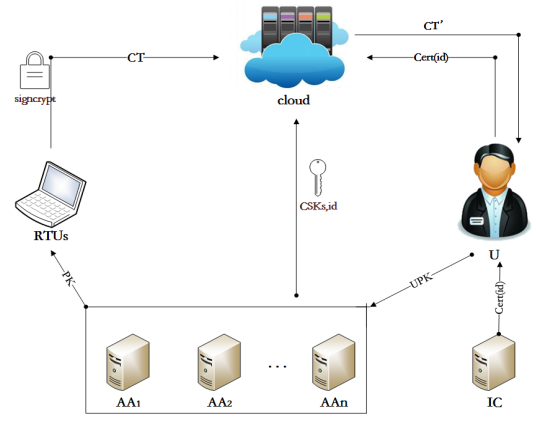 CT'
CT
Cert(id)
signcrypt
cloud
CSKs,id
RTUs
U
PK
UPK
Cert(id)
...
AA1
AA2
AAn
IC